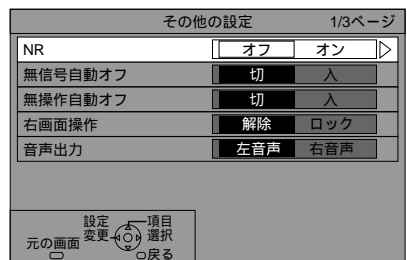 その他の設定 1/3ページ
NR オフ オン
無信号自動オフ 切 入
無操作自動オフ 切 入
右画面操作 解除 ロック
音声出力 左音声 右音声
設定 項目
元の画面 変更 選択
戻る